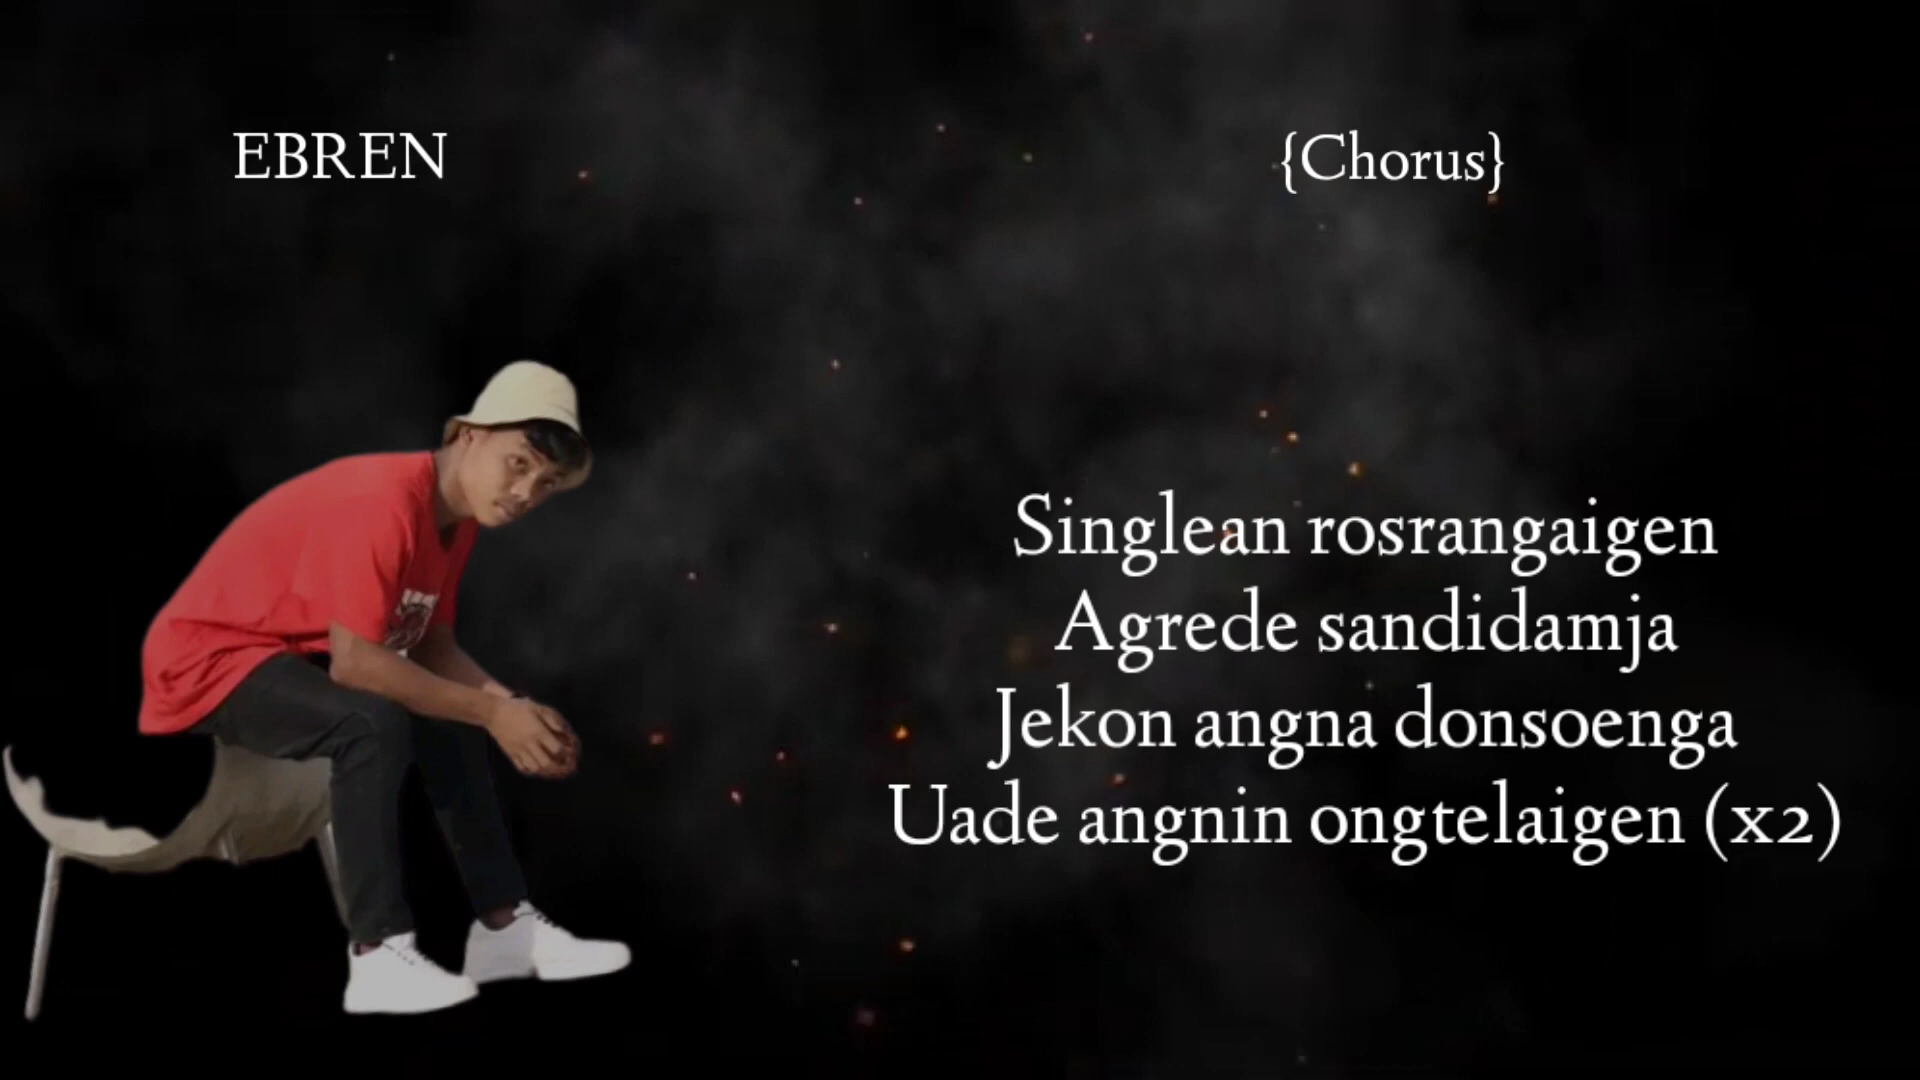 EBREN
{Chorus}
Singlean rosrangaigen
Agrede sandidamja
Jekon angna donsoenga
Uade angnin ongtelaigen (x2)